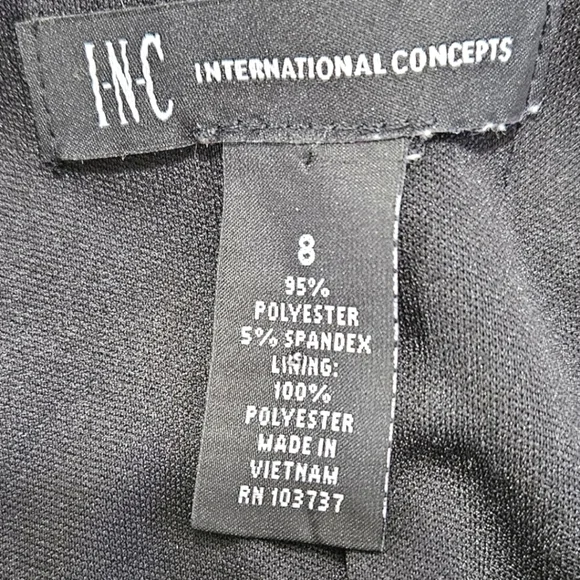 I-N-C INTERNATIONAL CONCEPTS
8
95%
POLYESTER
5% SPANDEX
LINING:
100%
POLYESTER
MADE IN
VIETNAM
RN 103737